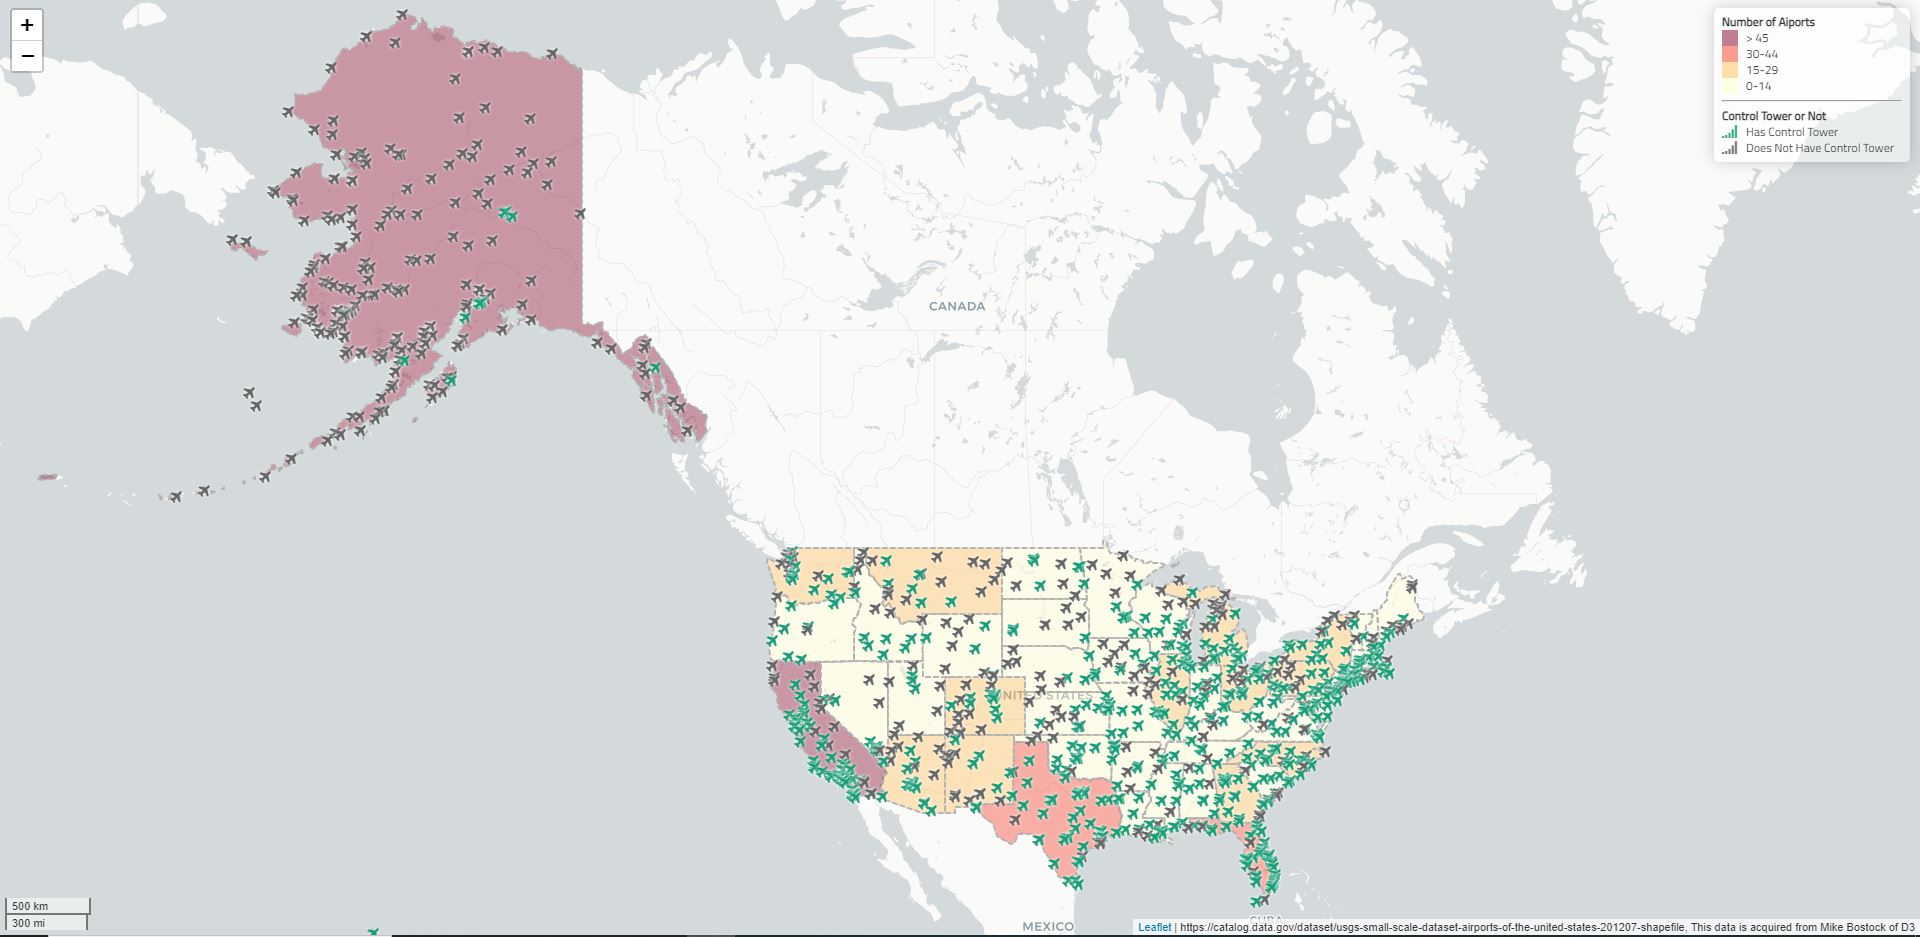 +
−
Number of Aiports
> 45
30-44
15-29
0-14
Control Tower or Not
Has Control Tower
Does Not Have Control Tower
CANADA
UNITED STATES
MEXICO
CUBA
500 km
300 mi
Leaflet | https://catalog.data.gov/dataset/usgs-small-scale-dataset-airports-of-the-united-states-201207-shapefile, This data is acquired from Mike Bostock of D3